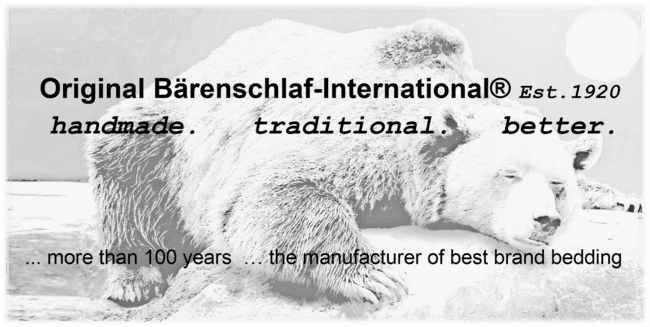 Original Bärenschlaf-International® Est.1920
handmade. traditional. better.
... more than 100 years ... the manufacturer of best brand bedding